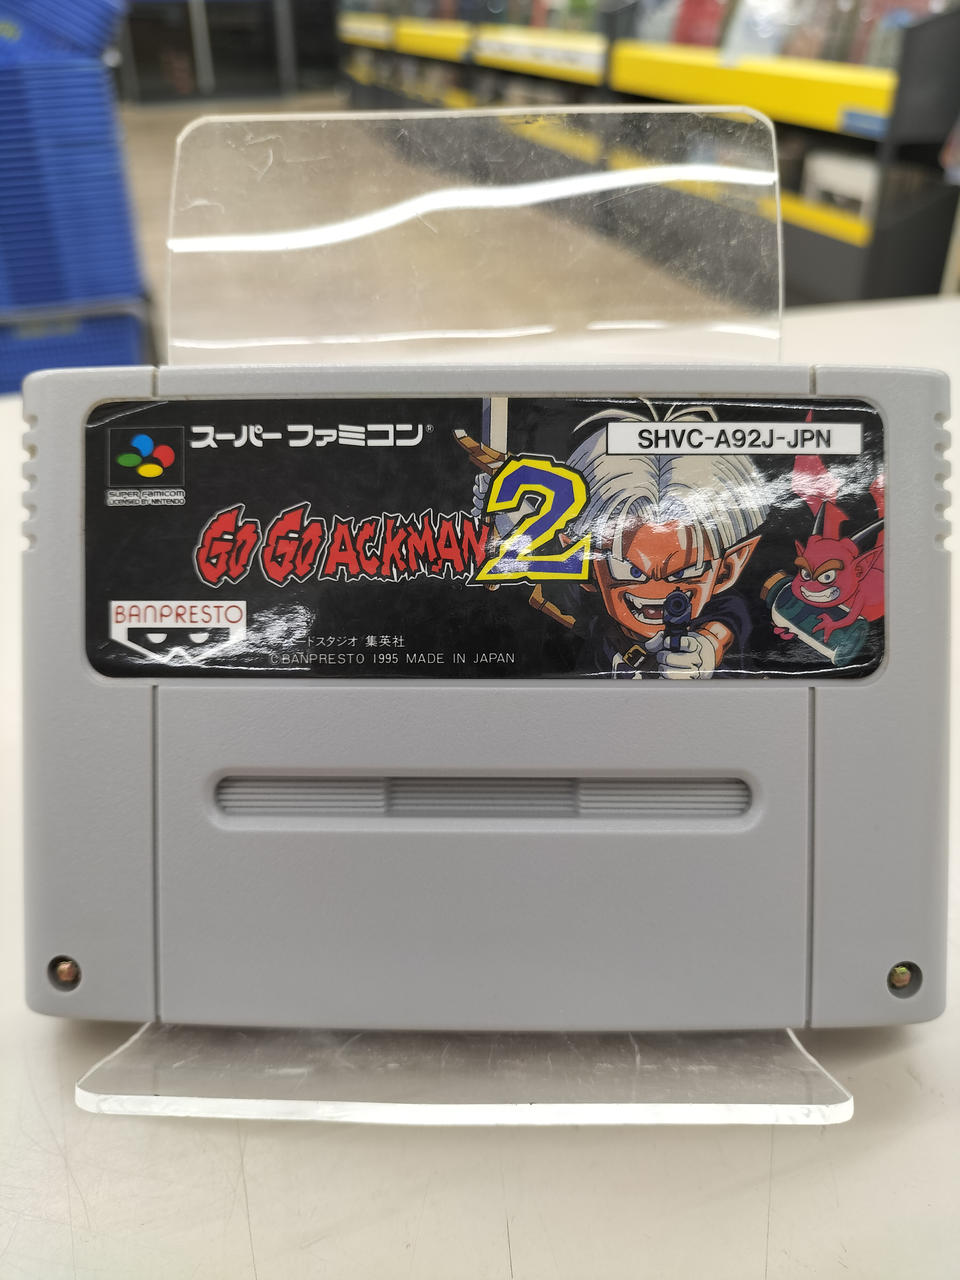 スーパーファミコン®
SHVC-A92J-JPN
SUPER FAMICOM
LICENSED BY NINTENDO
GO GO ACKMAN 2
BANPRESTO
ードスタジオ 集英社
©BANPRESTO 1995 MADE IN JAPAN